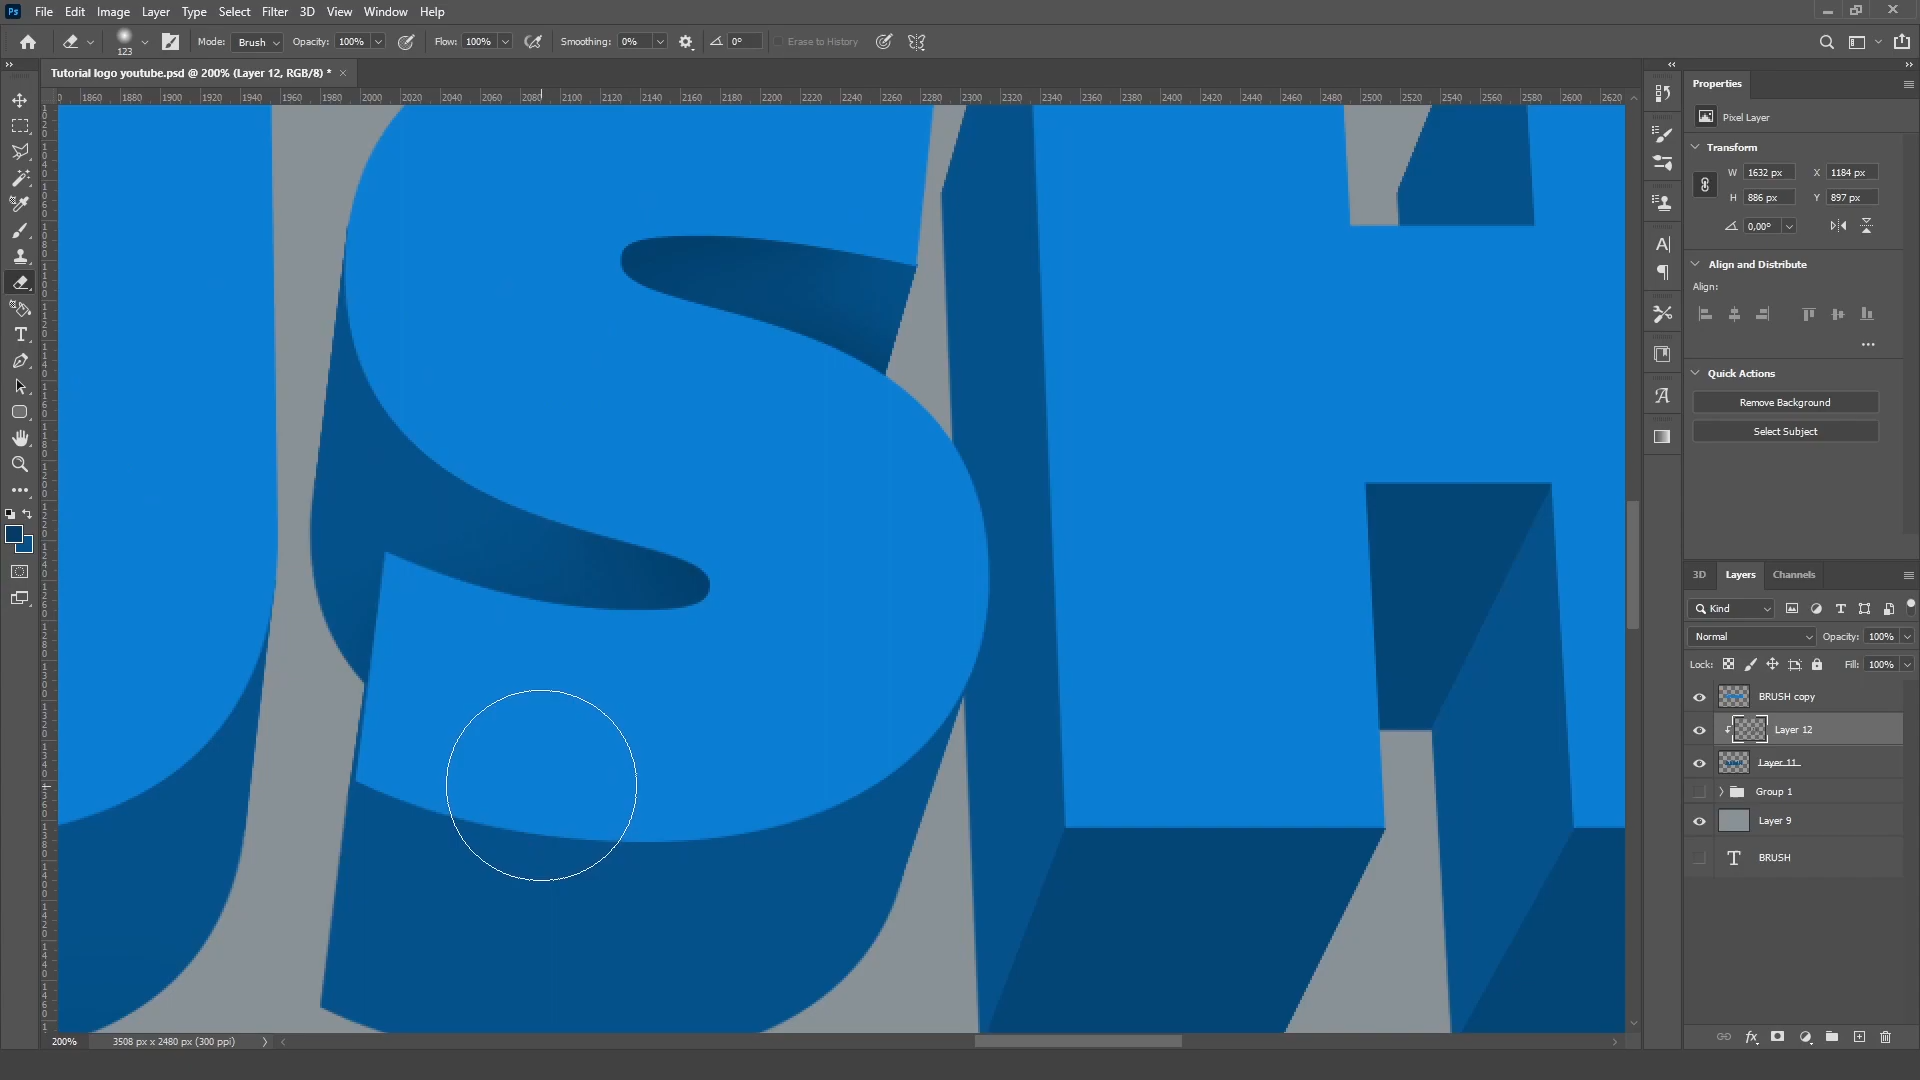 Ps File Edit Image Layer Type Select Filter 3D View Window Help
123 Mode: Brush Opacity: 100% Flow: 100% Smoothing: 0% 0° Erase to History
Tutorial logo youtube.psd @ 200% (Layer 12, RGB/8) *
1860 1880 1900 1920 1940 1960 1980 2000 2020 2040 2060 2080 2100 2120 2140 2160 2180 2200 2220 2240 2260 2280 2300 2320 2340 2360 2380 2400 2420 2440 2460 2480 2500 2520 2540 2560 2580 2600 2620
Properties
Pixel Layer
Transform
W 1632 px X 1184 px
H 886 px Y 897 px
0,00°
Align and Distribute
Align:
Quick Actions
Remove Background
Select Subject
3D Layers Channels
Kind
Normal Opacity: 100%
Lock: Fill: 100%
BRUSH copy
Layer 12
Layer 11
Group 1
Layer 9
T BRUSH
200% 3508 px x 2480 px (300 ppi)